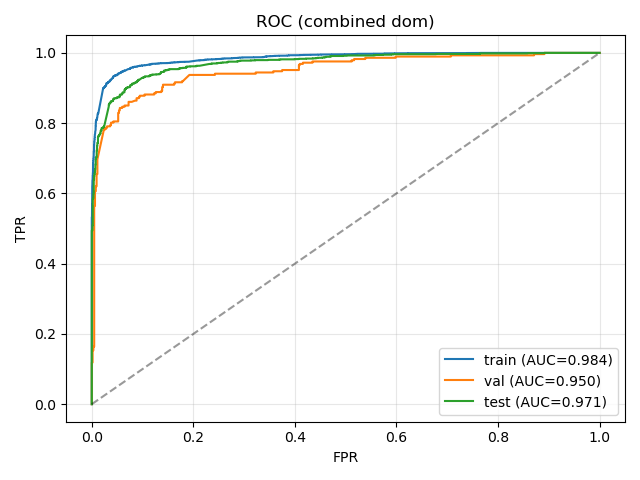 ROC (combined dom)
TPR
1.0
0.8
0.6
0.4
0.2
0.0
train (AUC=0.984)
val (AUC=0.950)
test (AUC=0.971)
0.0 0.2 0.4 0.6 0.8 1.0
FPR